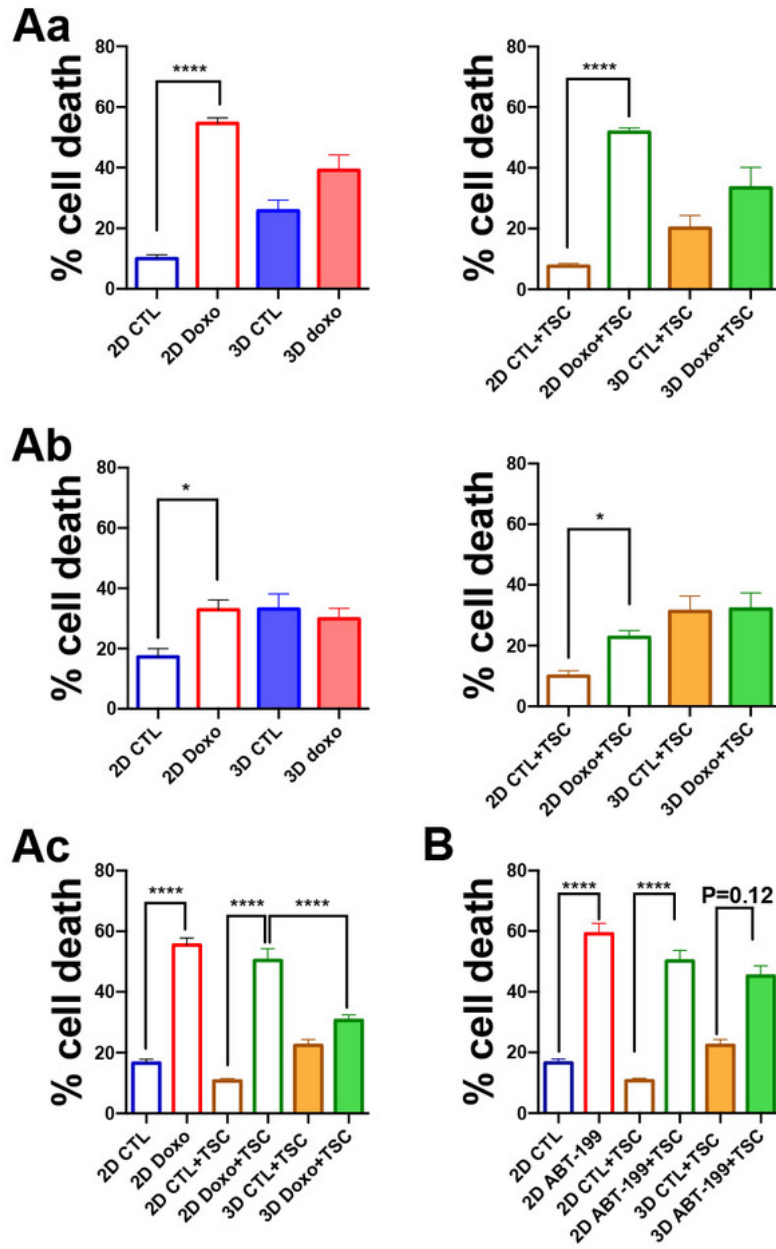 Aa
% cell death
80
60
40
20
0
****
2D CTL
2D Doxo
3D CTL
3D doxo
% cell death
80
60
40
20
0
****
2D CTL+TSC
2D Doxo+TSC
3D CTL+TSC
3D Doxo+TSC
Ab
% cell death
80
60
40
20
0
*
2D CTL
2D Doxo
3D CTL
3D doxo
% cell death
80
60
40
20
0
*
2D CTL+TSC
2D Doxo+TSC
3D CTL+TSC
3D Doxo+TSC
Ac
% cell death
80
60
40
20
0
****
****
****
2D CTL
2D Doxo
2D CTL+TSC
2D Doxo+TSC
3D CTL+TSC
3D Doxo+TSC
B
% cell death
80
60
40
20
0
****
****
P=0.12
2D CTL
2D ABT-199
2D CTL+TSC
2D ABT-199+TSC
3D CTL+TSC
3D ABT-199+TSC